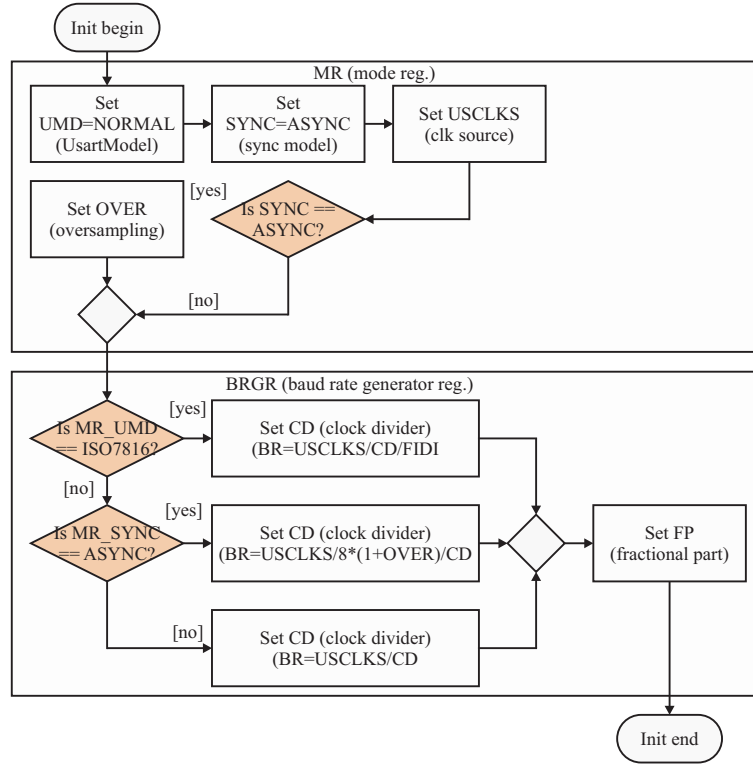 Init begin
MR (mode reg.)
Set
UMD=NORMAL
(UsartModel)
Set
SYNC=ASYNC
(sync model)
Set USCLKS
(clk source)
Set OVER
(oversampling)
[yes]
Is SYNC ==
ASYNC?
[no]
BRGR (baud rate generator reg.)
Is MR_UMD
== ISO7816?
[yes]
Set CD (clock divider)
(BR=USCLKS/CD/FIDI
[no]
Is MR_SYNC
== ASYNC?
[yes]
Set CD (clock divider)
(BR=USCLKS/8*(1+OVER)/CD
Set FP
(fractional part)
[no]
Set CD (clock divider)
(BR=USCLKS/CD
Init end